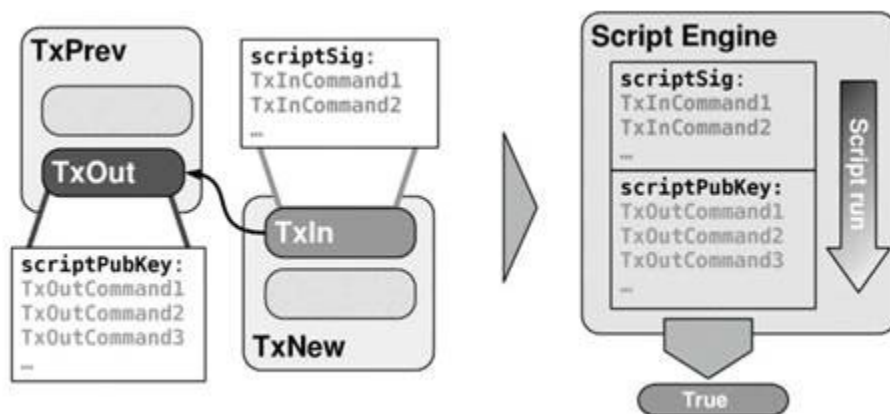 TxPrev
TxOut
scriptPubKey:
TxOutCommand1
TxOutCommand2
TxOutCommand3
…
scriptSig:
TxInCommand1
TxInCommand2
…
TxIn
TxNew
Script Engine
scriptSig:
TxInCommand1
TxInCommand2
…
scriptPubKey:
TxOutCommand1
TxOutCommand2
TxOutCommand3
…
Script run
True